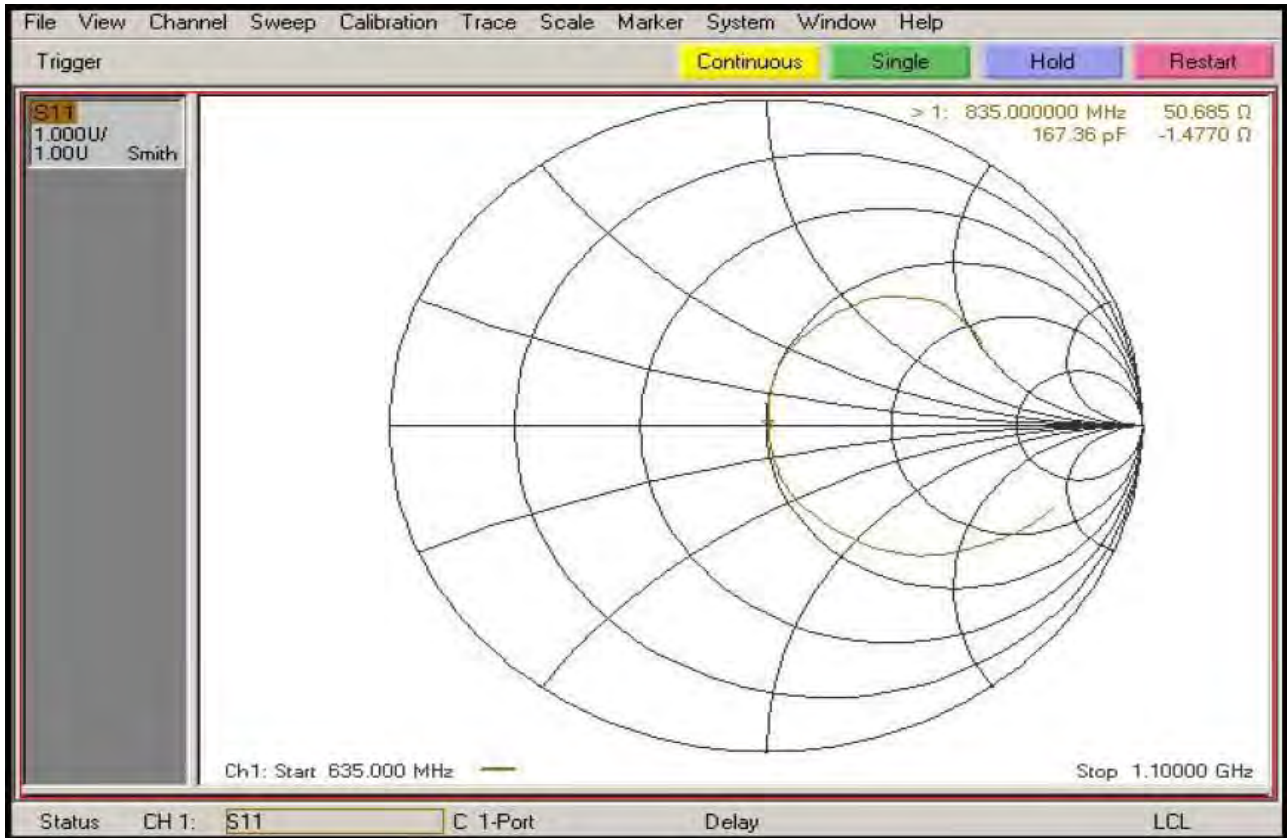 File View Channel Sweep Calibration Trace Scale Marker System Window Help
Trigger Continuous Single Hold Restart
S11
1.000U/
1.00U Smith
> 1: 835.000000 MHz 50.685 Ω
167.36 pF -1.4770 Ω
Ch1: Start 635.000 MHz Stop 1.10000 GHz
Status CH 1: S11 C 1-Port Delay LCL